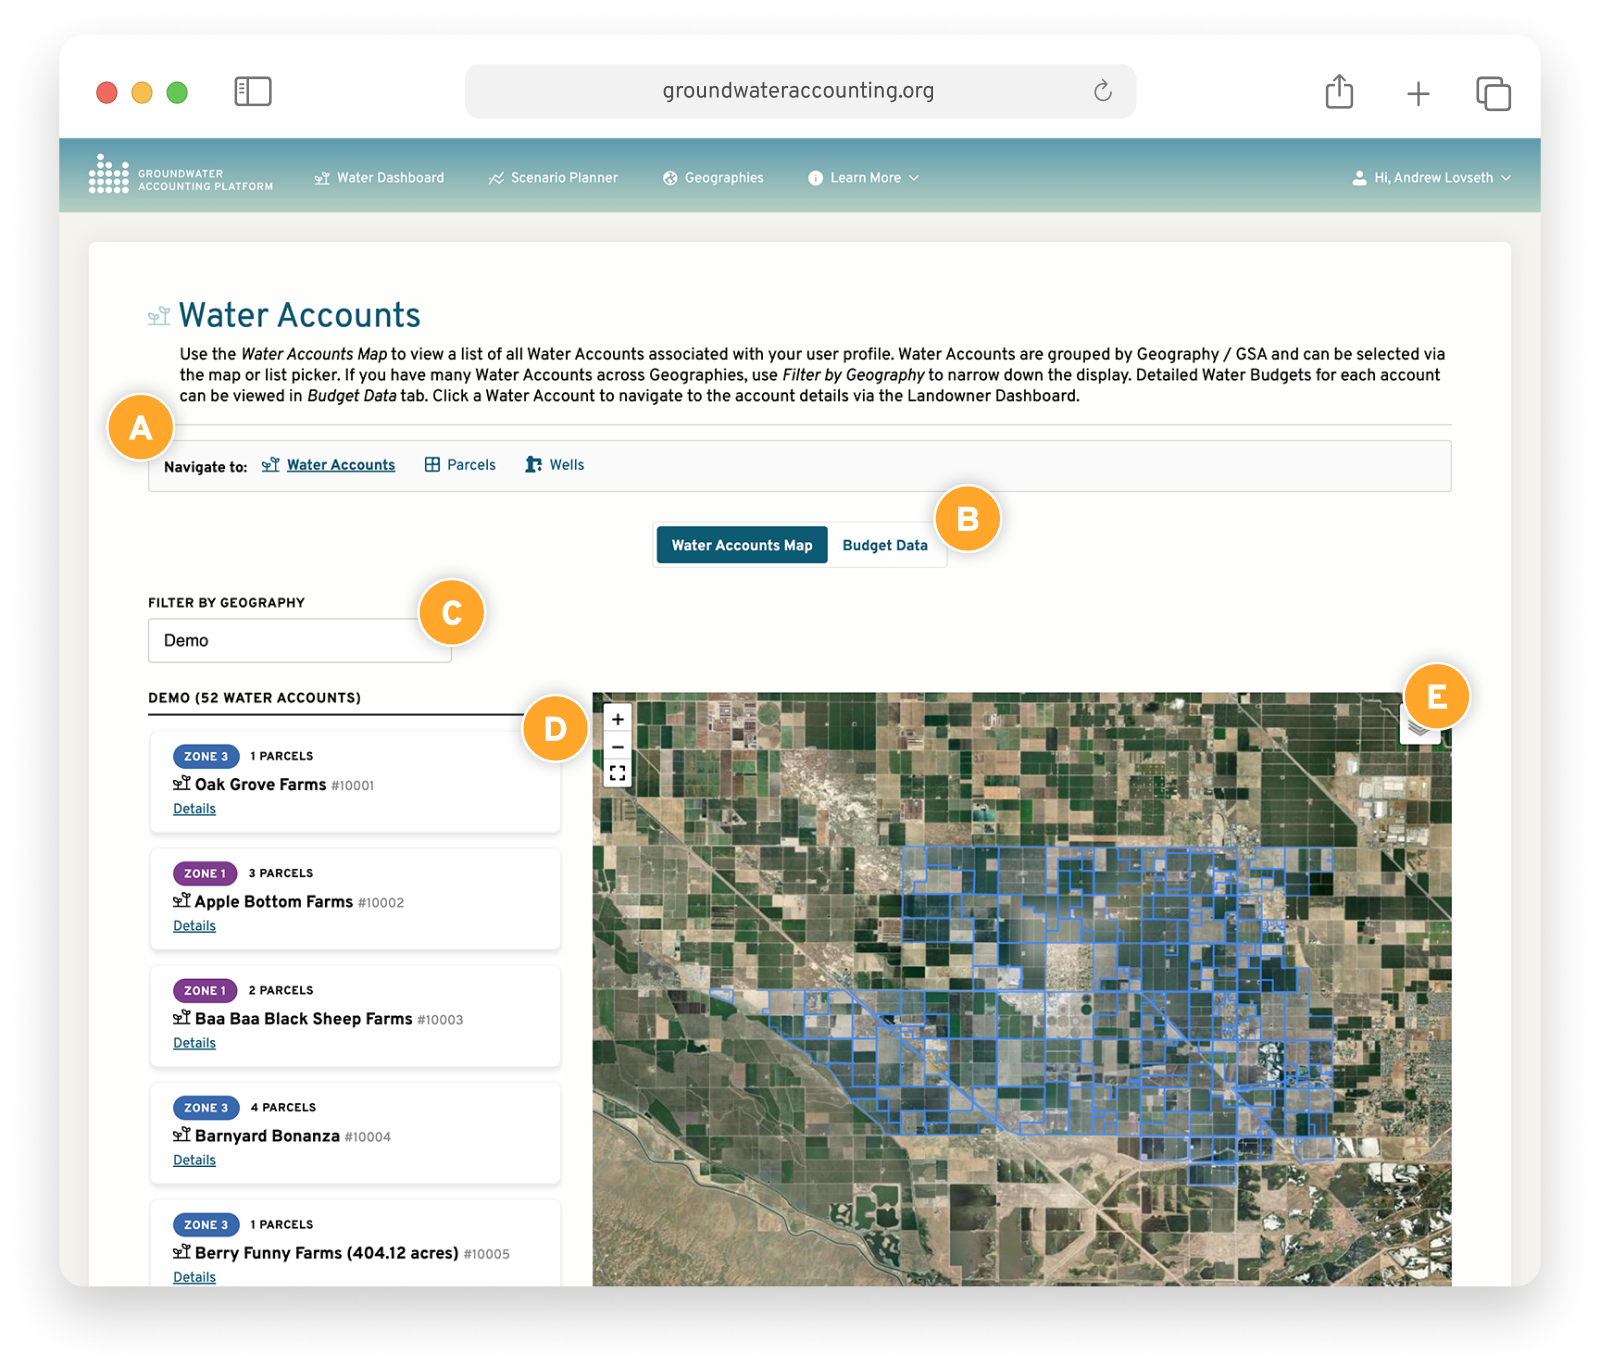 groundwateraccounting.org
GROUNDWATER
ACCOUNTING PLATFORM
Water Dashboard
Scenario Planner
Geographies
Learn More
Hi, Andrew Lovseth
Water Accounts
Use the Water Accounts Map to view a list of all Water Accounts associated with your user profile. Water Accounts are grouped by Geography / GSA and can be selected via
the map or list picker. If you have many Water Accounts across Geographies, use Filter by Geography to narrow down the display. Detailed Water Budgets for each account
can be viewed in Budget Data tab. Click a Water Account to navigate to the account details via the Landowner Dashboard.
A
Navigate to: Water Accounts Parcels Wells
B
Water Accounts Map Budget Data
FILTER BY GEOGRAPHY
C
Demo
DEMO (52 WATER ACCOUNTS)
D
E
+
−
ZONE 3 1 PARCELS
Oak Grove Farms #10001
Details
ZONE 1 3 PARCELS
Apple Bottom Farms #10002
Details
ZONE 1 2 PARCELS
Baa Baa Black Sheep Farms #10003
Details
ZONE 3 4 PARCELS
Barnyard Bonanza #10004
Details
ZONE 3 1 PARCELS
Berry Funny Farms (404.12 acres) #10005
Details